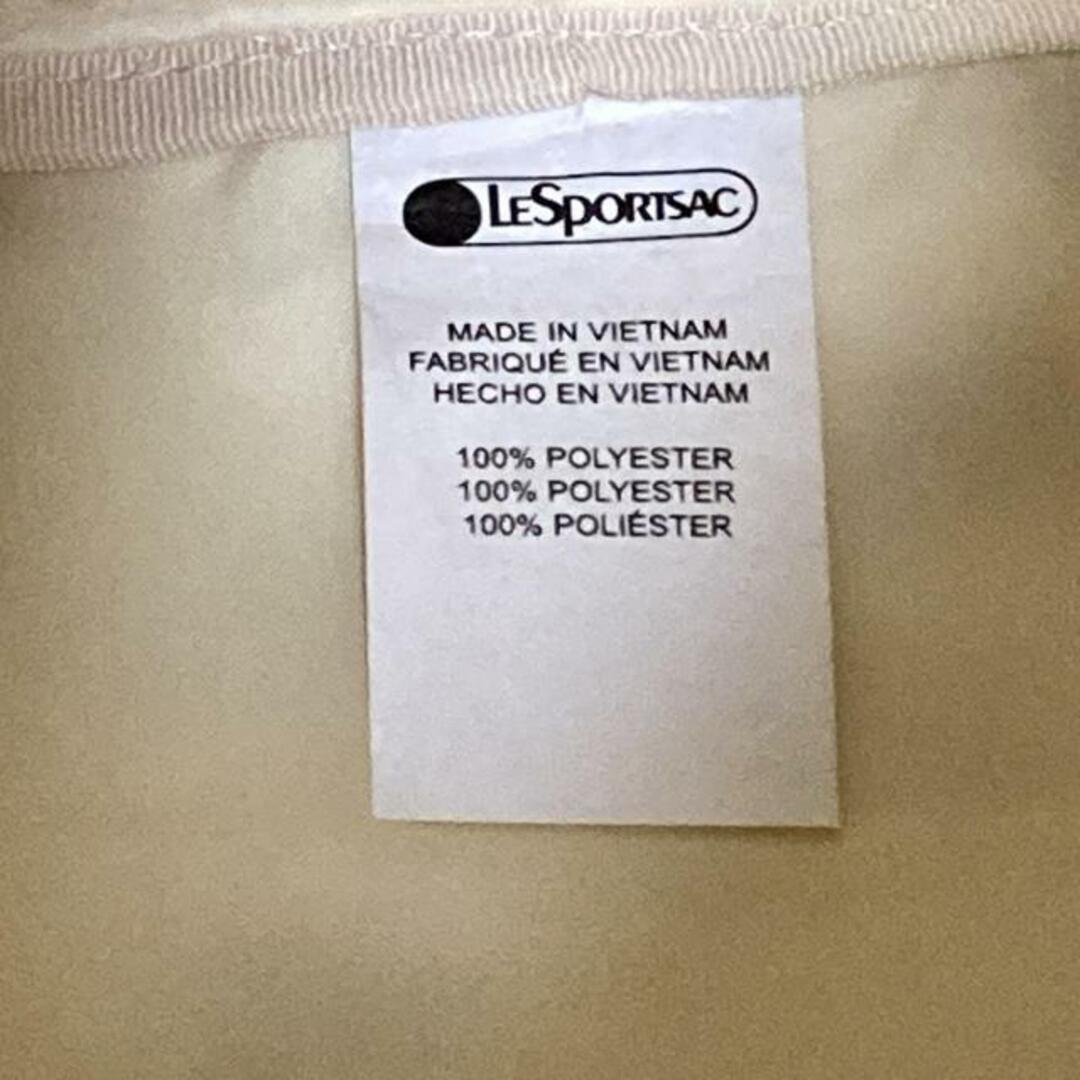 LESPORTSAC
MADE IN VIETNAM
FABRIQUÉ EN VIETNAM
HECHO EN VIETNAM
100% POLYESTER
100% POLYESTER
100% POLIÉSTER